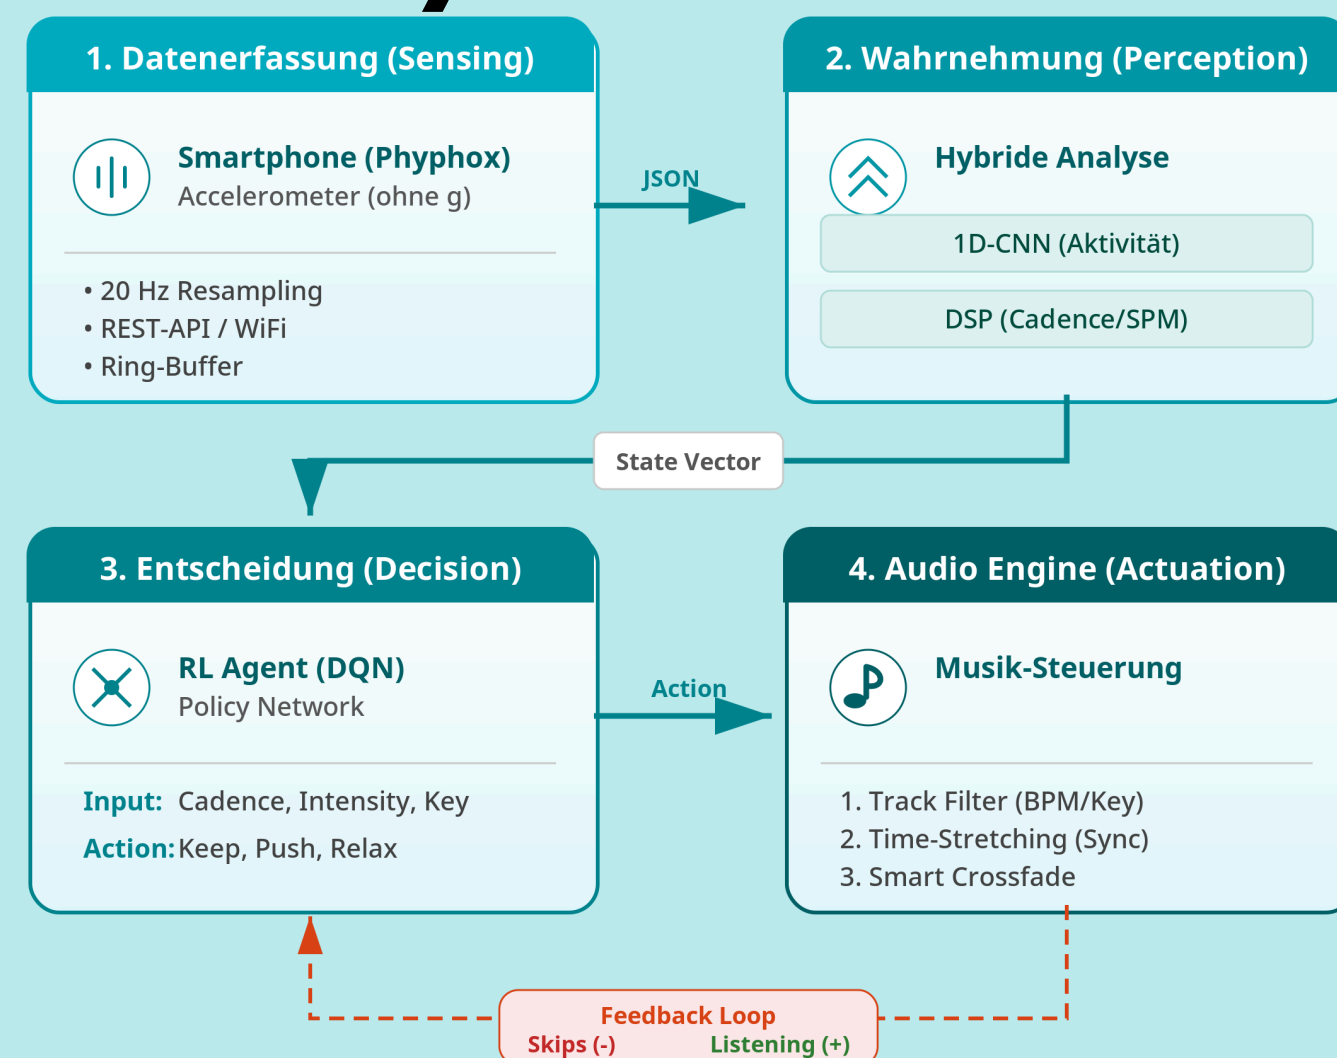 1. Datenerfassung (Sensing)
Smartphone (Phyphox)
Accelerometer (ohne g)
• 20 Hz Resampling
• REST-API / WiFi
• Ring-Buffer
JSON
2. Wahrnehmung (Perception)
Hybride Analyse
1D-CNN (Aktivität)
DSP (Cadence/SPM)
State Vector
3. Entscheidung (Decision)
RL Agent (DQN)
Policy Network
Input: Cadence, Intensity, Key
Action: Keep, Push, Relax
Action
4. Audio Engine (Actuation)
Musik-Steuerung
1. Track Filter (BPM/Key)
2. Time-Stretching (Sync)
3. Smart Crossfade
Feedback Loop
Skips (-) Listening (+)